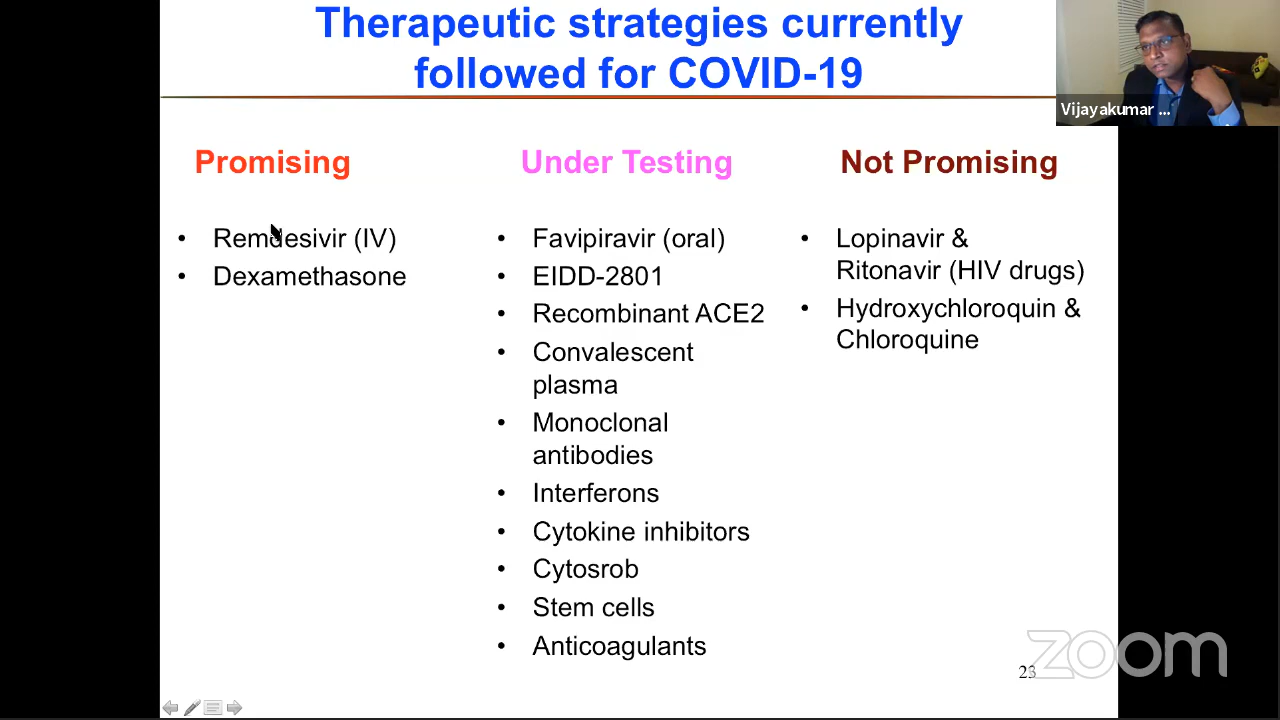 Therapeutic strategies currently
followed for COVID-19
Vijayakumar ...
Promising
• Remdesivir (IV)
• Dexamethasone
Under Testing
• Favipiravir (oral)
• EIDD-2801
• Recombinant ACE2
• Convalescent
plasma
• Monoclonal
antibodies
• Interferons
• Cytokine inhibitors
• Cytosrob
• Stem cells
• Anticoagulants
Not Promising
• Lopinavir &
Ritonavir (HIV drugs)
• Hydroxychloroquin &
Chloroquine
23
zoom